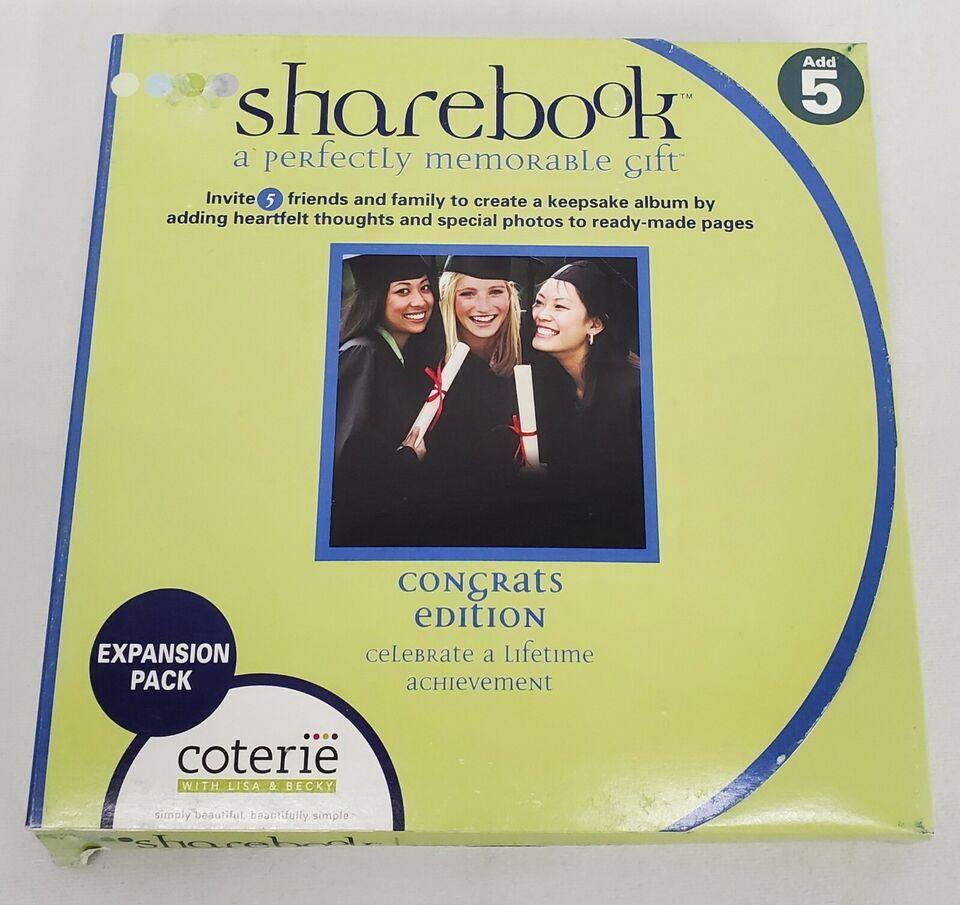 Add
5
sharebook™
a perfectly memorable gift™
Invite 5 friends and family to create a keepsake album by
adding heartfelt thoughts and special photos to ready-made pages
congrats
edition
celebrate a lifetime
achievement
EXPANSION
PACK
coterie
WITH LISA & BECKY
simply beautiful, beautifully simple.™
sharebook